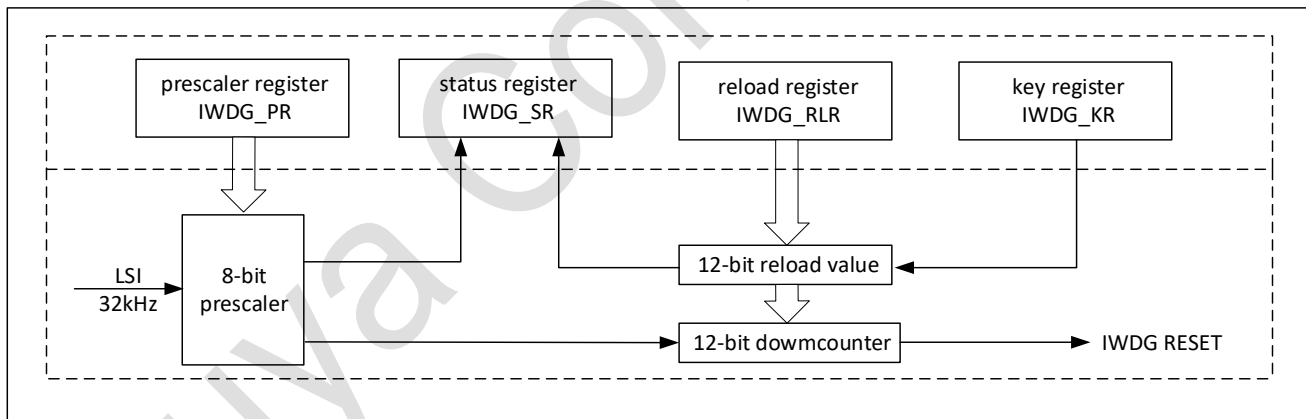 prescaler register
IWDG_PR
status register
IWDG_SR
reload register
IWDG_RLR
key register
IWDG_KR
LSI
32kHz
8-bit
prescaler
12-bit reload value
12-bit dowmcounter
IWDG RESET